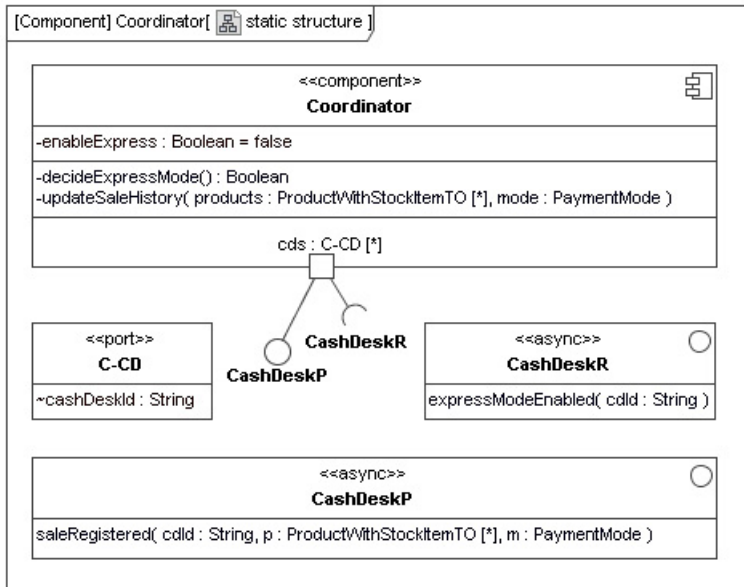 [Component] Coordinator[ static structure ]
<<component>>
Coordinator
-enableExpress : Boolean = false
-decideExpressMode() : Boolean
-updateSaleHistory( products : ProductWithStockItemTO [*], mode : PaymentMode )
cds : C-CD [*]
CashDeskR
CashDeskP
<<port>>
C-CD
~cashDeskId : String
<<async>>
CashDeskR
expressModeEnabled( cdId : String )
<<async>>
CashDeskP
saleRegistered( cdId : String, p : ProductWithStockItemTO [*], m : PaymentMode )